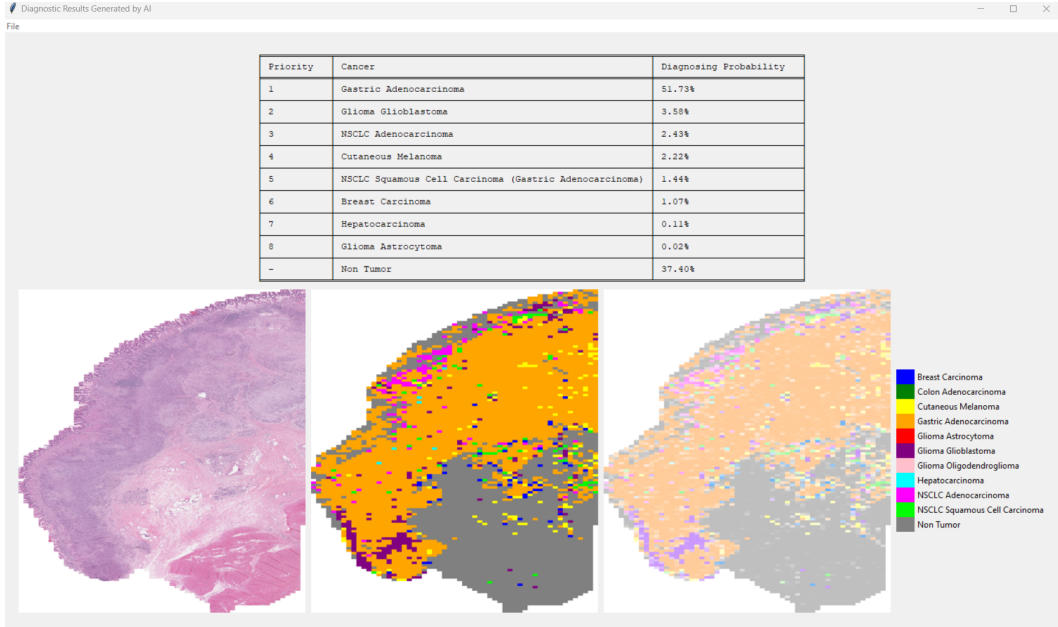 Diagnostic Results Generated by AI
File
Priority Cancer Diagnosing Probability
1 Gastric Adenocarcinoma 51.73%
2 Glioma Glioblastoma 3.58%
3 NSCLC Adenocarcinoma 2.43%
4 Cutaneous Melanoma 2.22%
5 NSCLC Squamous Cell Carcinoma (Gastric Adenocarcinoma) 1.44%
6 Breast Carcinoma 1.07%
7 Hepatocarcinoma 0.11%
8 Glioma Astrocytoma 0.02%
- Non Tumor 37.40%
Breast Carcinoma
Colon Adenocarcinoma
Cutaneous Melanoma
Gastric Adenocarcinoma
Glioma Astrocytoma
Glioma Glioblastoma
Glioma Oligodendroglioma
Hepatocarcinoma
NSCLC Adenocarcinoma
NSCLC Squamous Cell Carcinoma
Non Tumor